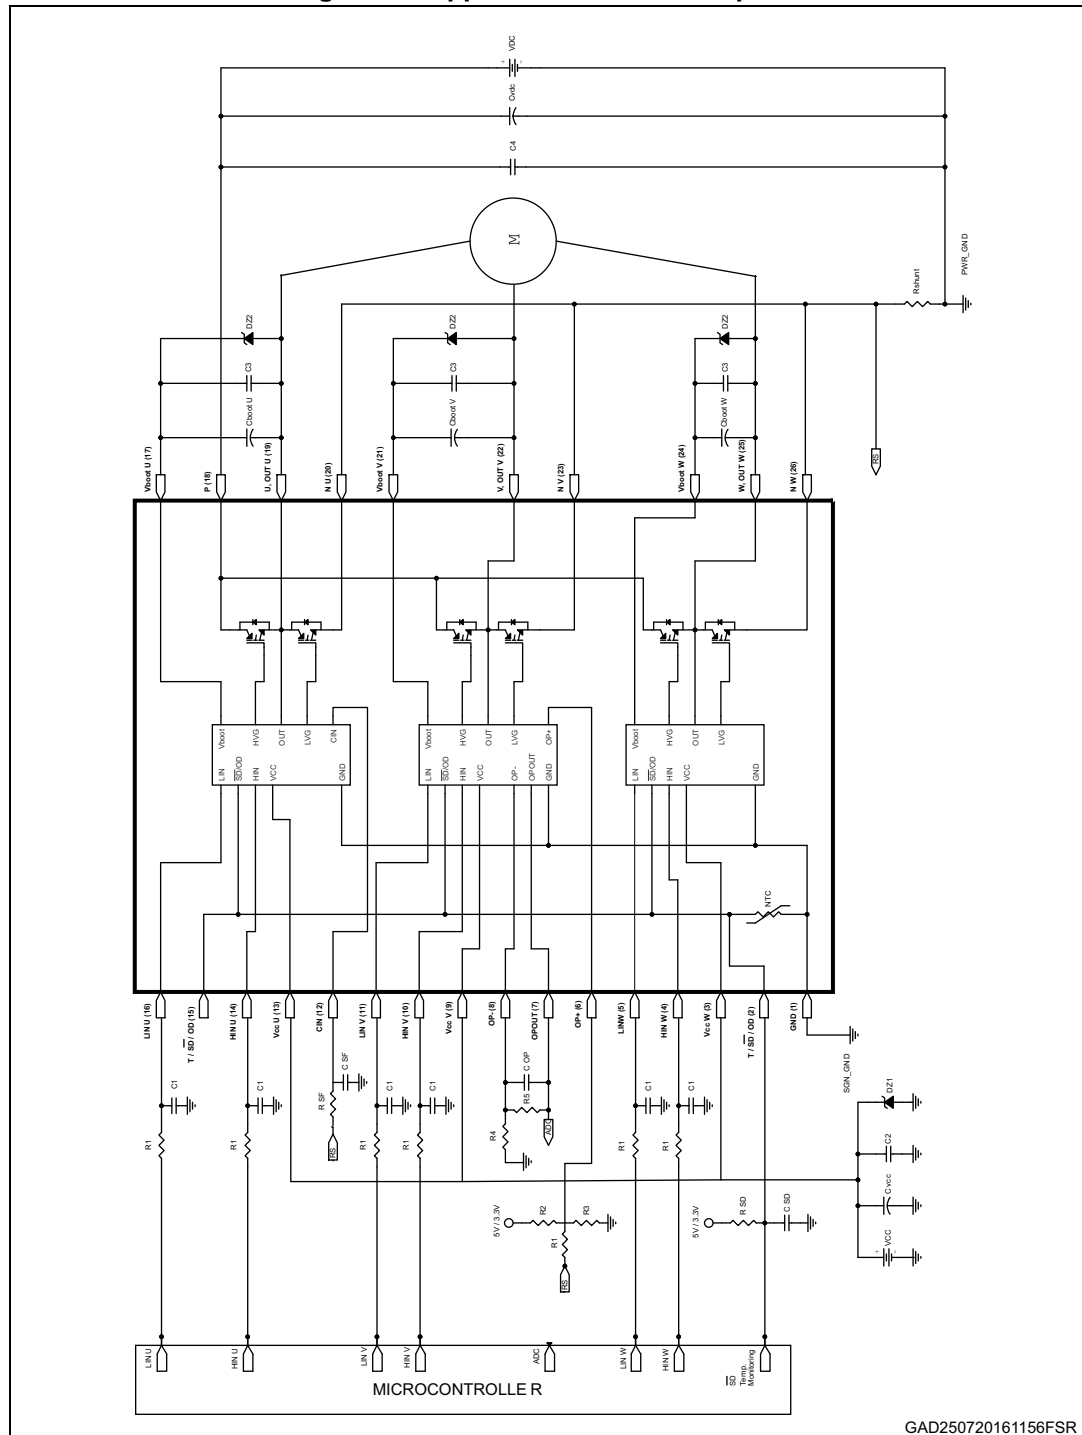 VDC
+
-
Cvdc
C4
M
PWR_GND
Rshunt
DZ2
DZ2
DZ2
C3
C3
C3
Cboot U
Cboot V
Cboot W
RS
Vboot U (17)
P (18)
U, OUT U (19)
N U (20)
Vboot V (21)
V, OUT V (22)
N V (23)
Vboot W (24)
W, OUT W (25)
N W (26)
Vboot
HVG
OUT
LVG
CIN
LIN
SD/OD
HIN
VCC
GND
Vboot
HVG
OUT
LVG
OP+
LIN
SD/OD
HIN
VCC
OP-
OPOUT
GND
Vboot
HVG
OUT
LVG
LIN
SD/OD
HIN
VCC
GND
NTC
LIN U (16)
T / SD / OD (15)
HIN U (14)
Vcc U (13)
CIN (12)
LIN V (11)
HIN V (10)
Vcc V (9)
OP- (8)
OPOUT (7)
OP+ (6)
LINW (5)
HIN W (4)
Vcc W (3)
T / SD / OD (2)
GND (1)
SGN_GND
C1
C1
C SF
C1
C1
C OP
C1
C1
R1
R1
R SF
RS
R1
R1
R4
R5
ADC
R1
R1
DZ1
C2
C vcc
VCC
+
-
5V / 3.3V
R2
R3
R1
RS
5V / 3.3V
R SD
C SD
LIN U
HIN U
LIN V
HIN V
ADC
LIN W
HIN W
SD
Temp.
Monitoring
MICROCONTROLLE R
GAD250720161156FSR